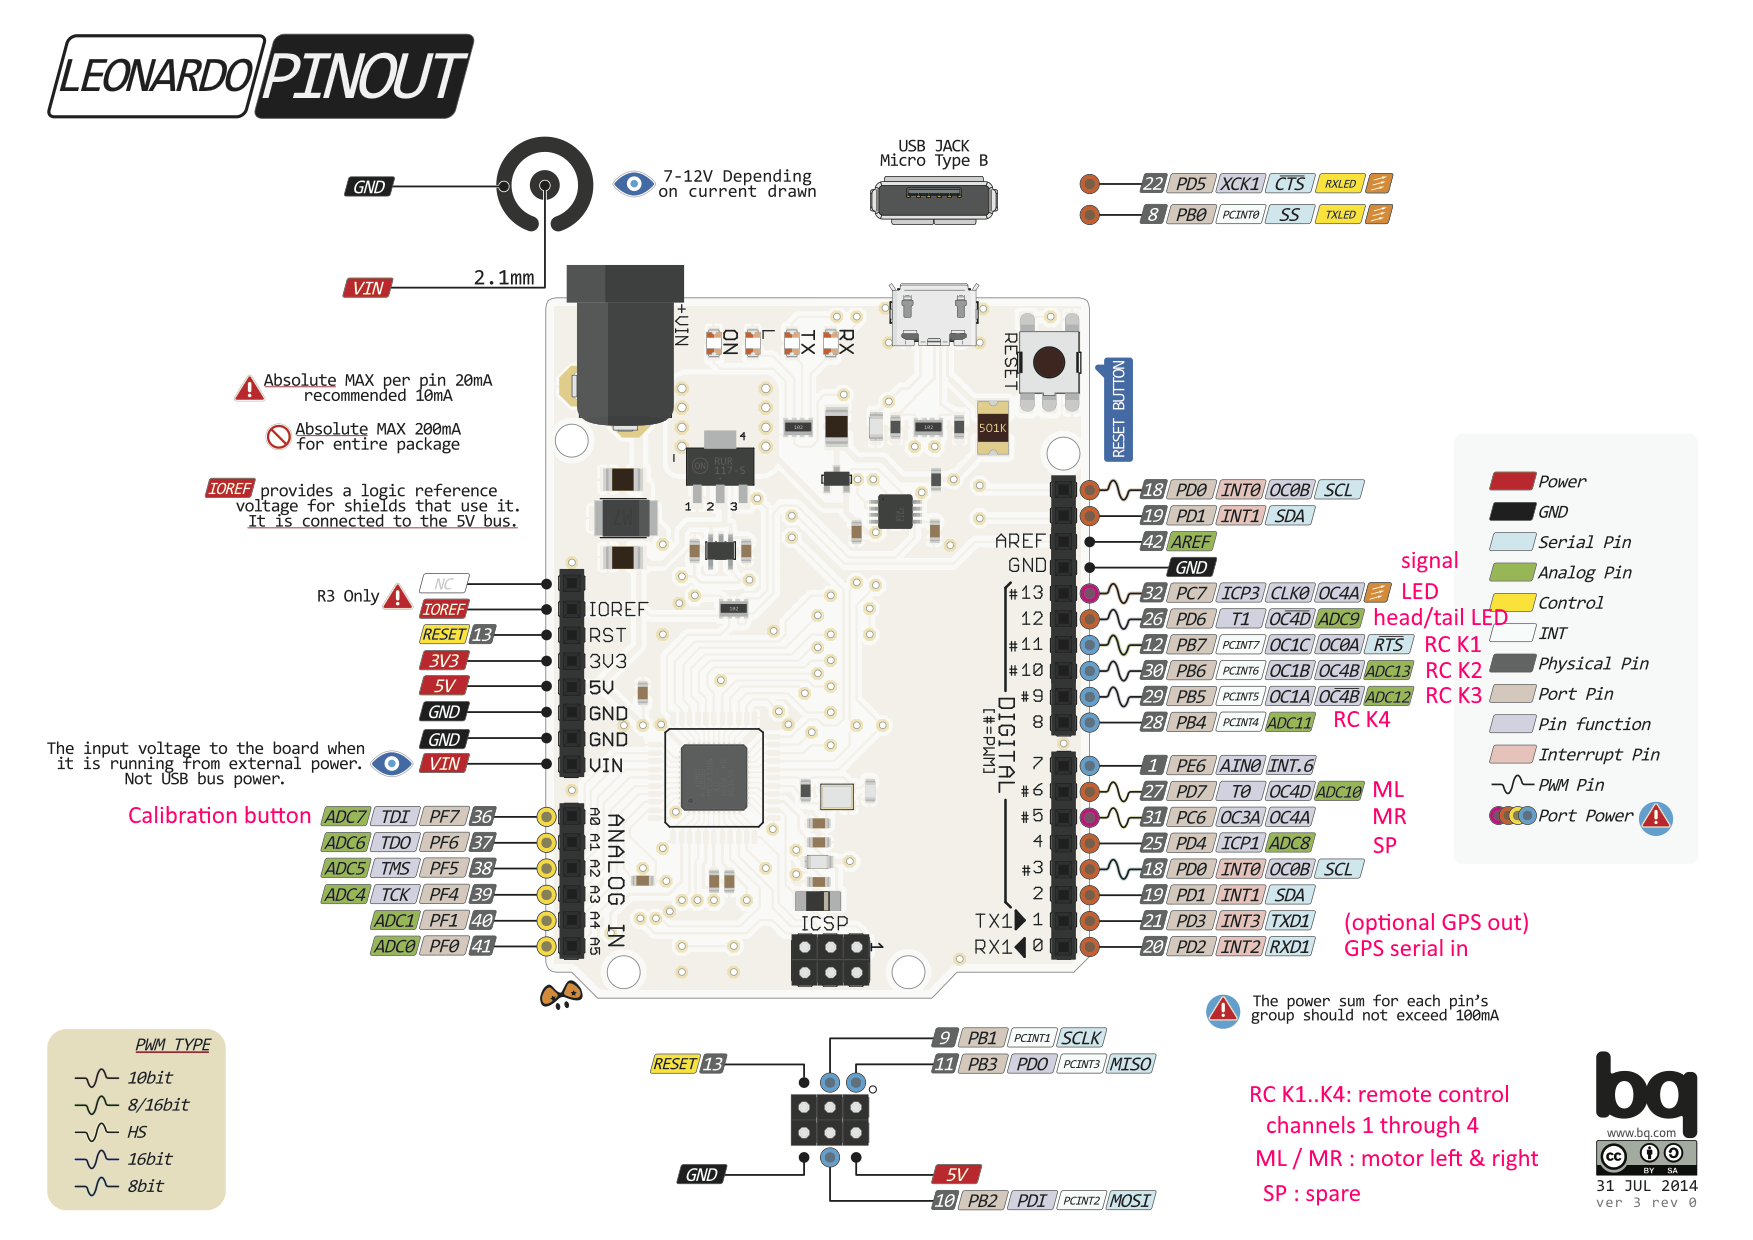 LEONARDO PINOUT
GND
VIN
2.1mm
7-12V Depending
on current drawn
USB JACK
Micro Type B
22 PD5 XCK1 CTS RXLED
8 PB0 PCINT0 SS TXLED
Absolute MAX per pin 20mA
recommended 10mA
Absolute MAX 200mA
for entire package
IOREF provides a logic reference
voltage for shields that use it.
It is connected to the 5V bus.
R3 Only
NC
IOREF
RESET 13
3V3
5V
GND
GND
VIN
The input voltage to the board when
it is running from external power.
Not USB bus power.
Calibration button
ADC7 TDI PF7 36
ADC6 TDO PF6 37
ADC5 TMS PF5 38
ADC4 TCK PF4 39
ADC1 PF1 40
ADC0 PF0 41
+VIN
ON
L
TX
RX
RESET
RESET BUTTON
102
102
501K
4
ON
RUR
117-5
1 2 3
102
IOREF
RST
3V3
5V
GND
GND
VIN
A0
A1
A2
A3
A4
A5
ANALOG IN
ICSP
1
AREF
GND
#13
12
#11
#10
#9
8
7
#6
#5
4
#3
2
TX1 1
RX1 0
DIGITAL
[#=PWM]
18 PD0 INT0 OC0B SCL
19 PD1 INT1 SDA
42 AREF
GND
signal
32 PC7 ICP3 CLK0 OC4A LED
26 PD6 T1 OC4D ADC9 head/tail LED
12 PB7 PCINT7 OC1C OC0A RTS RC K1
30 PB6 PCINT6 OC1B OC4B ADC13 RC K2
29 PB5 PCINT5 OC1A OC4B ADC12 RC K3
28 PB4 PCINT4 ADC11 RC K4
1 PE6 AIN0 INT.6
27 PD7 T0 OC4D ADC10 ML
31 PC6 OC3A OC4A MR
25 PD4 ICP1 ADC8 SP
18 PD0 INT0 OC0B SCL
19 PD1 INT1 SDA
21 PD3 INT3 TXD1 (optional GPS out)
20 PD2 INT2 RXD1 GPS serial in
Power
GND
Serial Pin
Analog Pin
Control
INT
Physical Pin
Port Pin
Pin function
Interrupt Pin
PWM Pin
Port Power
The power sum for each pin's
group should not exceed 100mA
PWM TYPE
10bit
8/16bit
HS
16bit
8bit
9 PB1 PCINT1 SCLK
RESET 13
11 PB3 PDO PCINT3 MISO
GND
5V
10 PB2 PDI PCINT2 MOSI
RC K1..K4: remote control
channels 1 through 4
ML / MR : motor left & right
SP : spare
bq
www.bq.com
cc BY SA
31 JUL 2014
ver 3 rev 0